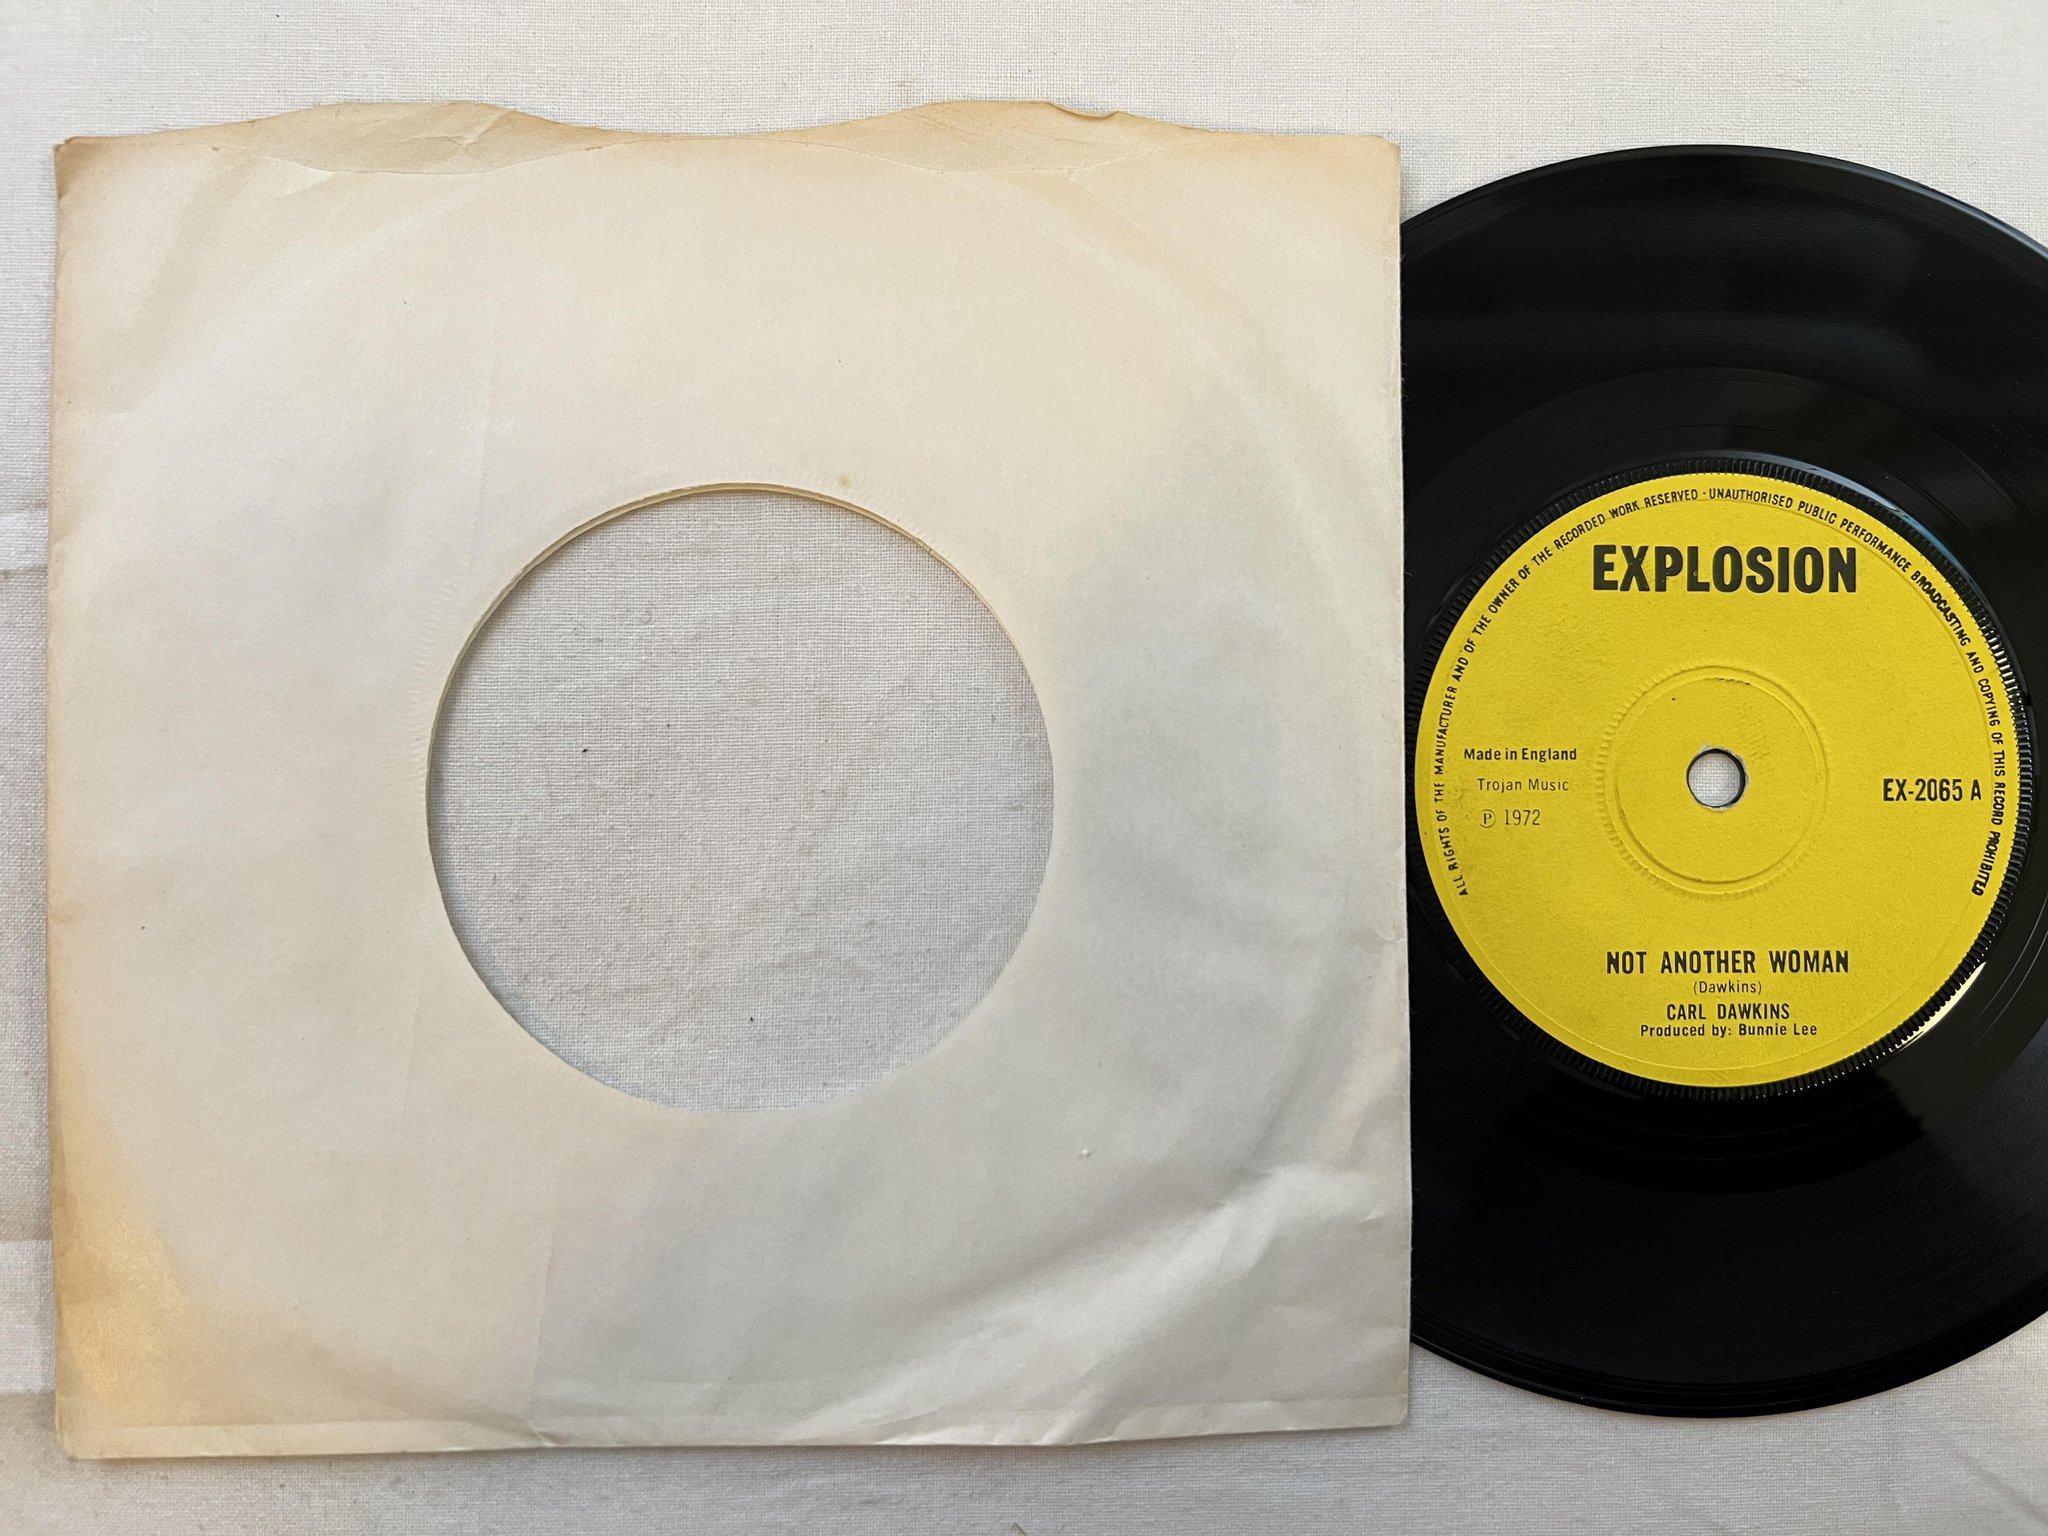 ALL RIGHTS OF THE MANUFACTURER AND OF THE OWNER OF THE RECORDED WORK RESERVED - UNAUTHORISED PUBLIC PERFORMANCE BROADCASTING AND COPYING OF THIS RECORD PROHIBITED
EXPLOSION
Made in England
Trojan Music
Ⓟ 1972
EX-2065 A
NOT ANOTHER WOMAN
(Dawkins)
CARL DAWKINS
Produced by: Bunnie Lee